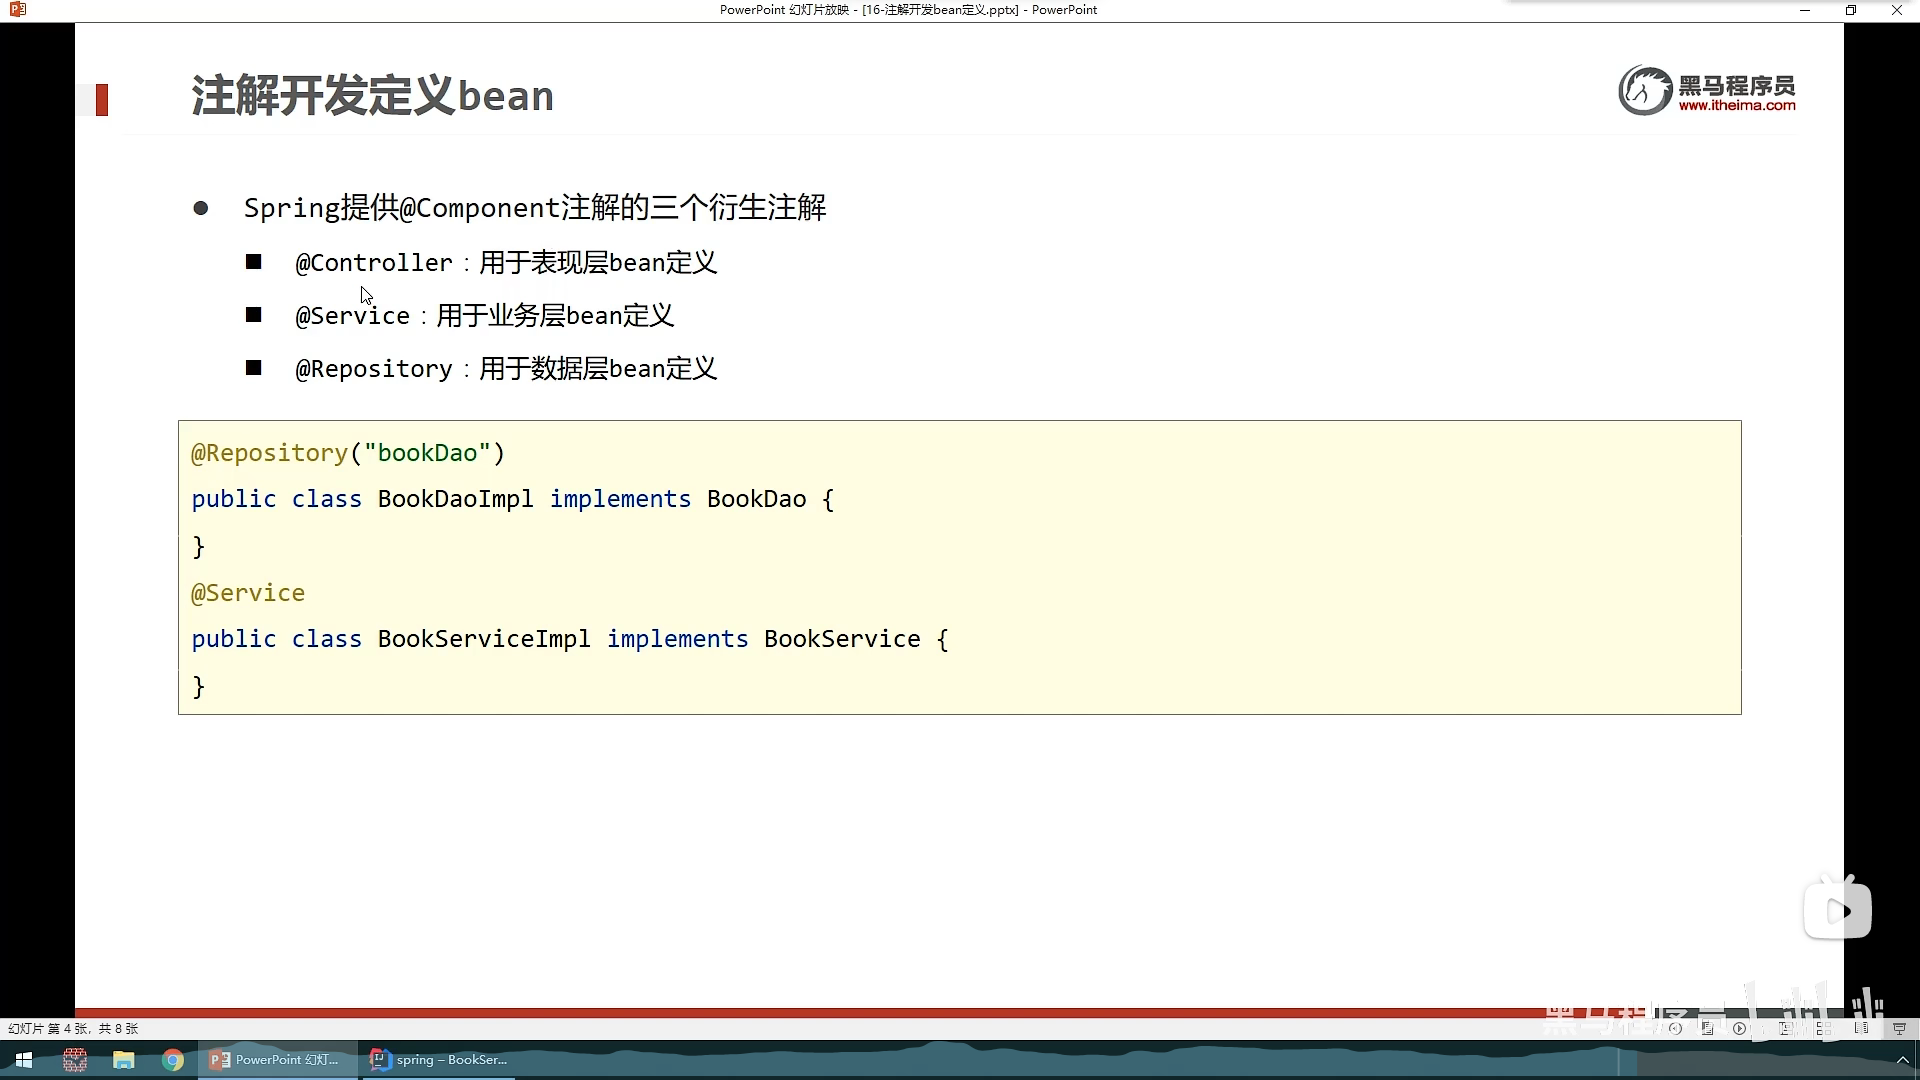 PowerPoint 幻灯片放映 - [16-注解开发bean定义.pptx] - PowerPoint
注解开发定义bean
黑马程序员
www.itheima.com
Spring提供@Component注解的三个衍生注解
@Controller：用于表现层bean定义
@Service：用于业务层bean定义
@Repository：用于数据层bean定义
@Repository("bookDao")
public class BookDaoImpl implements BookDao {
}
@Service
public class BookServiceImpl implements BookService {
}
黑马程序员
幻灯片 第 4 张，共 8 张
PowerPoint 幻灯...
spring – BookSer...